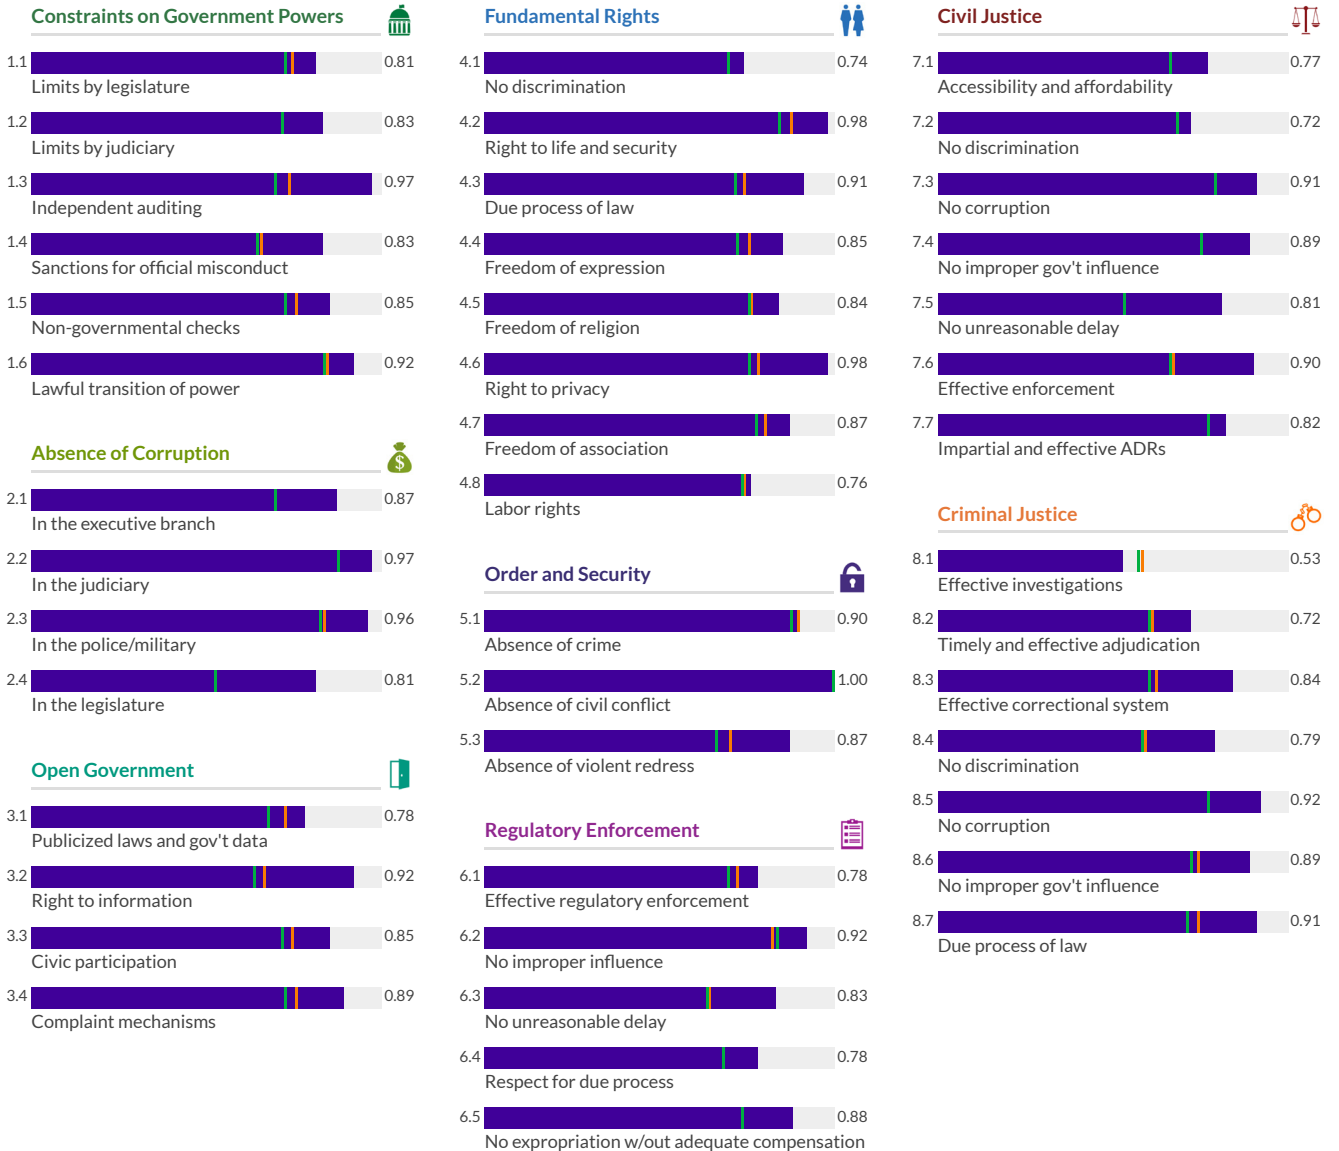 Constraints on Government Powers
1.1 0.81
Limits by legislature
1.2 0.83
Limits by judiciary
1.3 0.97
Independent auditing
1.4 0.83
Sanctions for official misconduct
1.5 0.85
Non-governmental checks
1.6 0.92
Lawful transition of power
Absence of Corruption
$
2.1 0.87
In the executive branch
2.2 0.97
In the judiciary
2.3 0.96
In the police/military
2.4 0.81
In the legislature
Open Government
3.1 0.78
Publicized laws and gov't data
3.2 0.92
Right to information
3.3 0.85
Civic participation
3.4 0.89
Complaint mechanisms
Fundamental Rights
4.1 0.74
No discrimination
4.2 0.98
Right to life and security
4.3 0.91
Due process of law
4.4 0.85
Freedom of expression
4.5 0.84
Freedom of religion
4.6 0.98
Right to privacy
4.7 0.87
Freedom of association
4.8 0.76
Labor rights
Order and Security
5.1 0.90
Absence of crime
5.2 1.00
Absence of civil conflict
5.3 0.87
Absence of violent redress
Regulatory Enforcement
6.1 0.78
Effective regulatory enforcement
6.2 0.92
No improper influence
6.3 0.83
No unreasonable delay
6.4 0.78
Respect for due process
6.5 0.88
No expropriation w/out adequate compensation
Civil Justice
7.1 0.77
Accessibility and affordability
7.2 0.72
No discrimination
7.3 0.91
No corruption
7.4 0.89
No improper gov't influence
7.5 0.81
No unreasonable delay
7.6 0.90
Effective enforcement
7.7 0.82
Impartial and effective ADRs
Criminal Justice
8.1 0.53
Effective investigations
8.2 0.72
Timely and effective adjudication
8.3 0.84
Effective correctional system
8.4 0.79
No discrimination
8.5 0.92
No corruption
8.6 0.89
No improper gov't influence
8.7 0.91
Due process of law